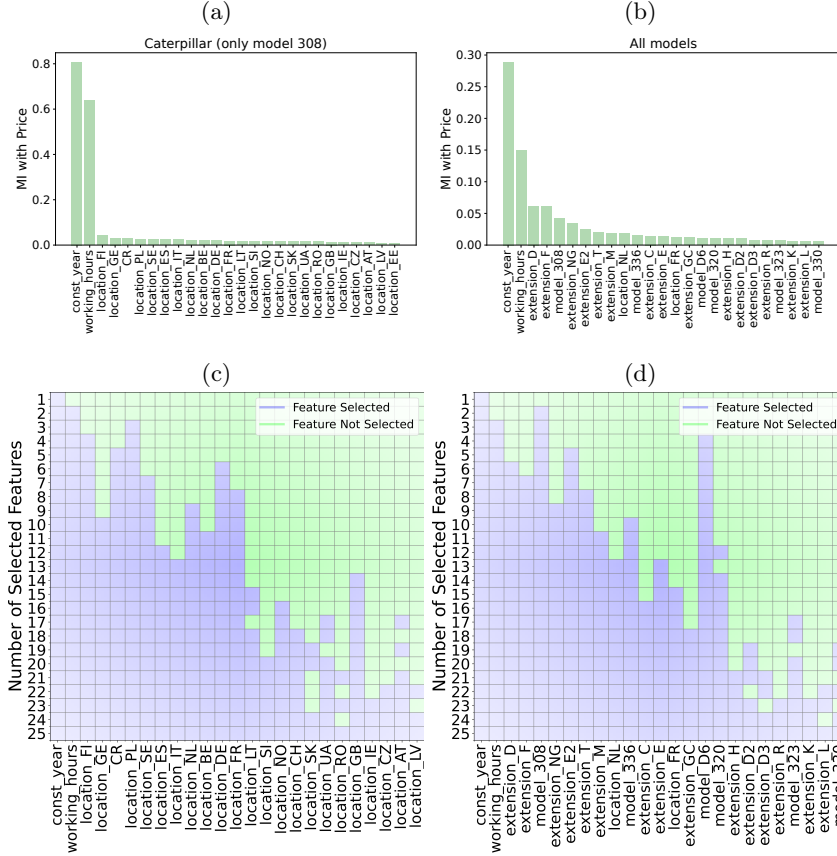 (a)
(b)
Caterpillar (only model 308)
All models
MI with Price
0.8
0.6
0.4
0.2
0.0
const_year
working_hours
location_FI
location_GE
CR
location_PL
location_SE
location_ES
location_IT
location_NL
location_BE
location_DE
location_FR
location_LT
location_SI
location_NO
location_CH
location_SK
location_UA
location_RO
location_GB
location_IE
location_CZ
location_AT
location_LV
location_EE
MI with Price
0.30
0.25
0.20
0.15
0.10
0.05
0.00
const_year
working_hours
extension_D
extension_F
model_308
extension_NG
extension_E2
extension_T
extension_M
location_NL
model_336
extension_C
extension_E
location_FR
extension_GC
model_D6
model_320
extension_H
extension_D2
extension_D3
extension_R
model_323
extension_K
extension_L
model_330
(c)
(d)
Feature Selected
Feature Not Selected
Number of Selected Features
1
2
3
4
5
6
7
8
9
10
11
12
13
14
15
16
17
18
19
20
21
22
23
24
25
const_year
working_hours
location_FI
location_GE
CR
location_PL
location_SE
location_ES
location_IT
location_NL
location_BE
location_DE
location_FR
location_LT
location_SI
location_NO
location_CH
location_SK
location_UA
location_RO
location_GB
location_IE
location_CZ
location_AT
location_LV
Feature Selected
Feature Not Selected
Number of Selected Features
1
2
3
4
5
6
7
8
9
10
11
12
13
14
15
16
17
18
19
20
21
22
23
24
25
const_year
working_hours
extension_D
extension_F
model_308
extension_NG
extension_E2
extension_T
extension_M
location_NL
model_336
extension_C
extension_E
location_FR
extension_GC
model_D6
model_320
extension_H
extension_D2
extension_D3
extension_R
model_323
extension_K
extension_L